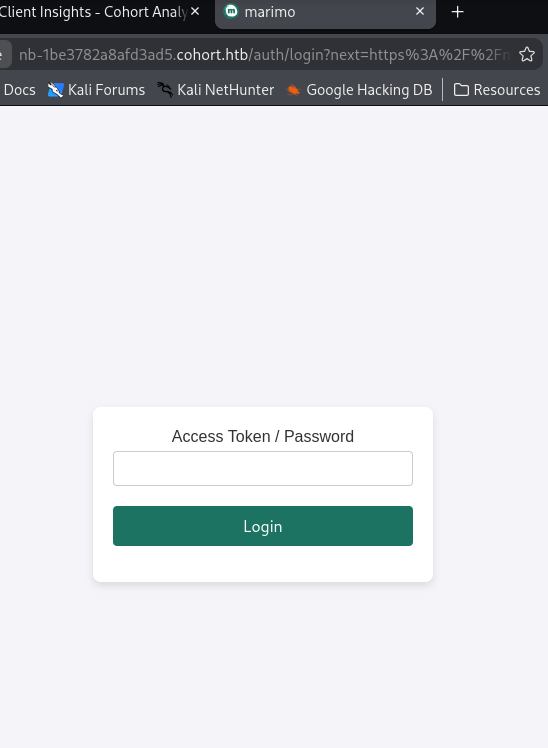 Client Insights - Cohort Analy
marimo
nb-1be3782a8afd3ad5.cohort.htb/auth/login?next=https%3A%2F%2Fn
Docs Kali Forums Kali NetHunter Google Hacking DB Resources
Access Token / Password
Login